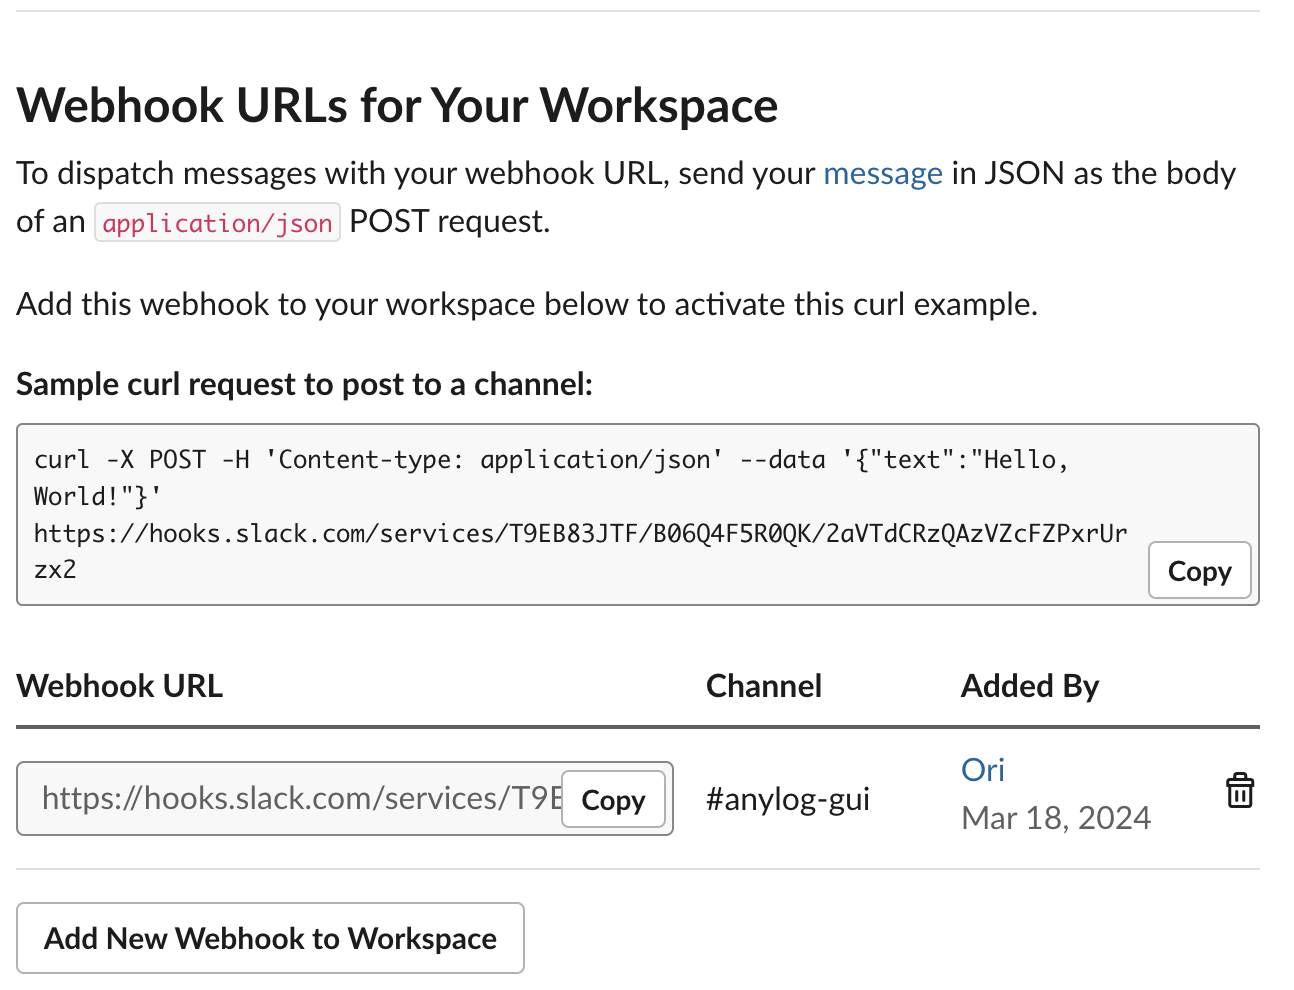 Webhook URLs for Your Workspace
To dispatch messages with your webhook URL, send your message in JSON as the body
of an application/json POST request.
Add this webhook to your workspace below to activate this curl example.
Sample curl request to post to a channel:
curl -X POST -H 'Content-type: application/json' --data '{"text":"Hello,
World!"}'
https://hooks.slack.com/services/T9EB83JTF/B06Q4F5R0QK/2aVTdCRzQAzVZcFZPxrUr
zx2
Copy
Webhook URL Channel Added By
https://hooks.slack.com/services/T9E Copy #anylog-gui Ori
Mar 18, 2024
Add New Webhook to Workspace